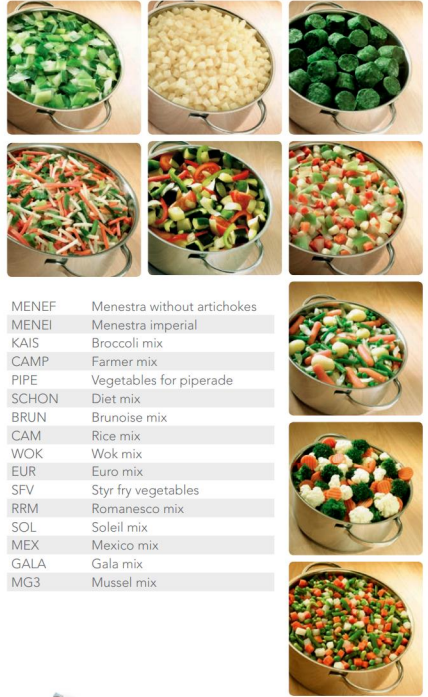 MENEF Menestra without artichokes
MENEI Menestra imperial
KAIS Broccoli mix
CAMP Farmer mix
PIPE Vegetables for piperade
SCHON Diet mix
BRUN Brunoise mix
CAM Rice mix
WOK Wok mix
EUR Euro mix
SFV Styr fry vegetables
RRM Romanesco mix
SOL Soleil mix
MEX Mexico mix
GALA Gala mix
MG3 Mussel mix